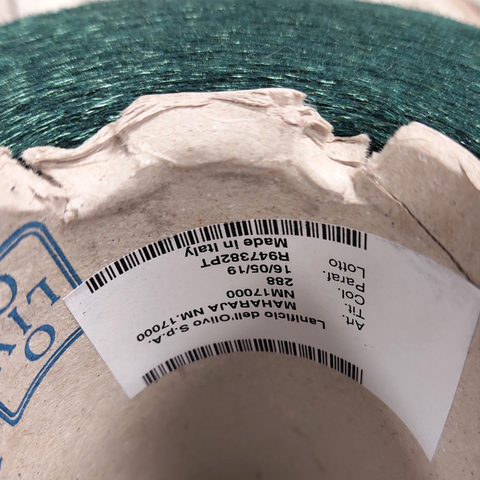 Lanificio dell'Olivo S.p.A.
Art. MAHARAJA NM.17000
Tit. NM17000
Col. 288
Paraf. 16/05/19
Lotto R947382PT
Made in Italy